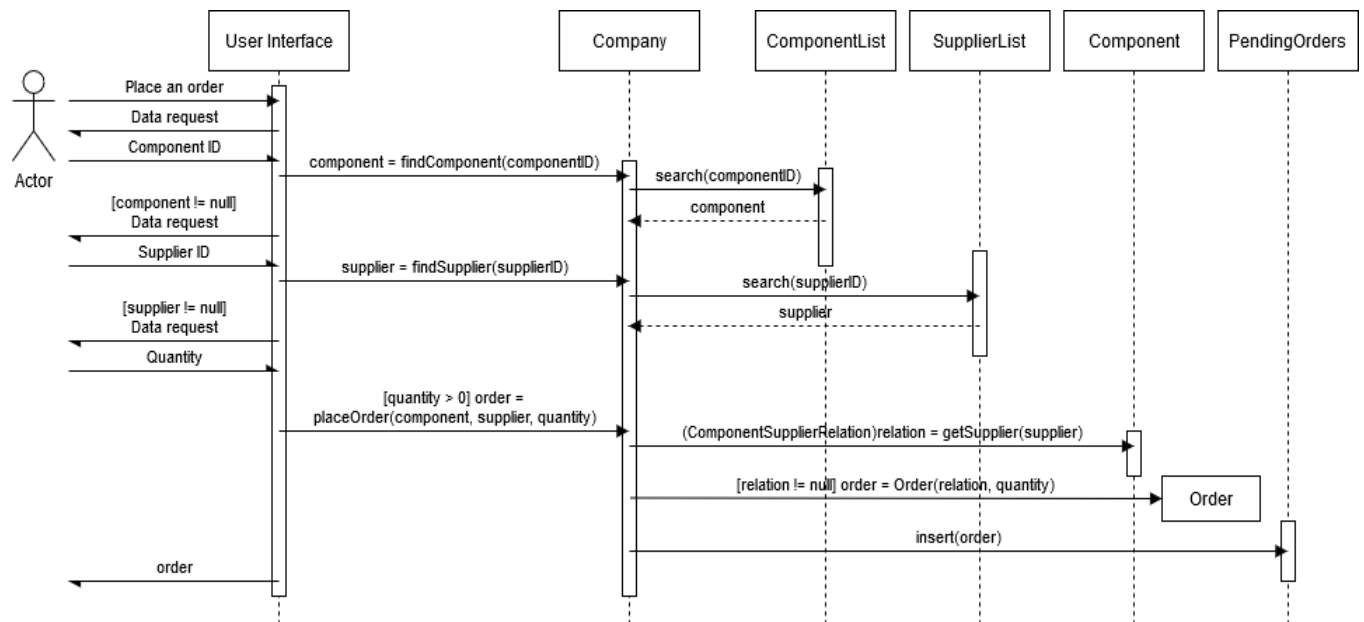 User Interface
Company
ComponentList
SupplierList
Component
PendingOrders
Actor
Place an order
Data request
Component ID
component = findComponent(componentID)
search(componentID)
component
[component != null]
Data request
Supplier ID
supplier = findSupplier(supplierID)
search(supplierID)
supplier
[supplier != null]
Data request
Quantity
[quantity > 0] order =
placeOrder(component, supplier, quantity)
(ComponentSupplierRelation)relation = getSupplier(supplier)
[relation != null] order = Order(relation, quantity)
Order
insert(order)
order